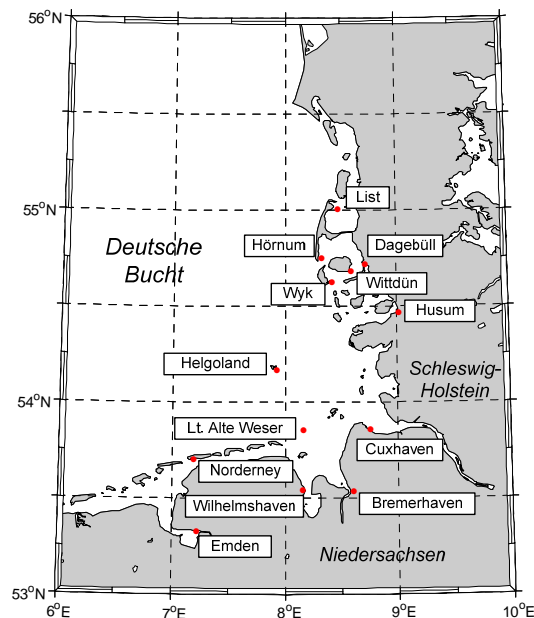 56°N
List
55°N
Deutsche
Bucht
Hörnum
Dagebüll
Wittdün
Wyk
Husum
Helgoland
Schleswig-
Holstein
54°N
Lt. Alte Weser
Cuxhaven
Norderney
Wilhelmshaven
Bremerhaven
Emden
Niedersachsen
53°N
6°E
7°E
8°E
9°E
10°E